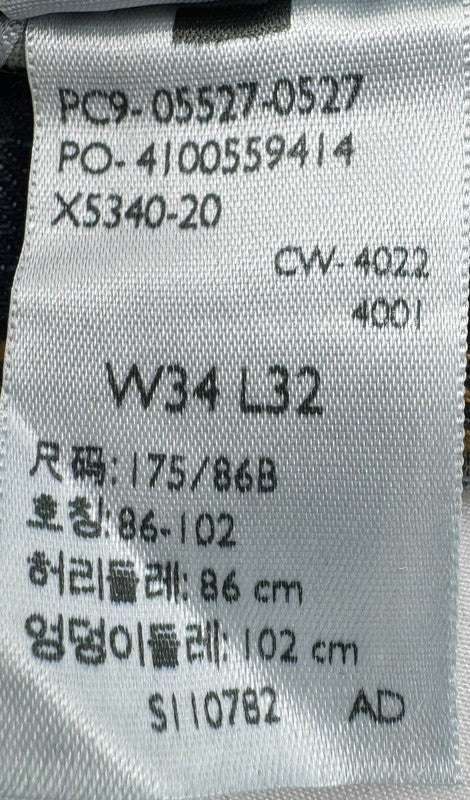 PC9- 05527-0527
PO- 4100559414
X5340-20
CW- 4022
4001
W34 L32
尺码: 175/86B
호칭: 86-102
허리둘레: 86 cm
엉덩이둘레: 102 cm
S110782 AD